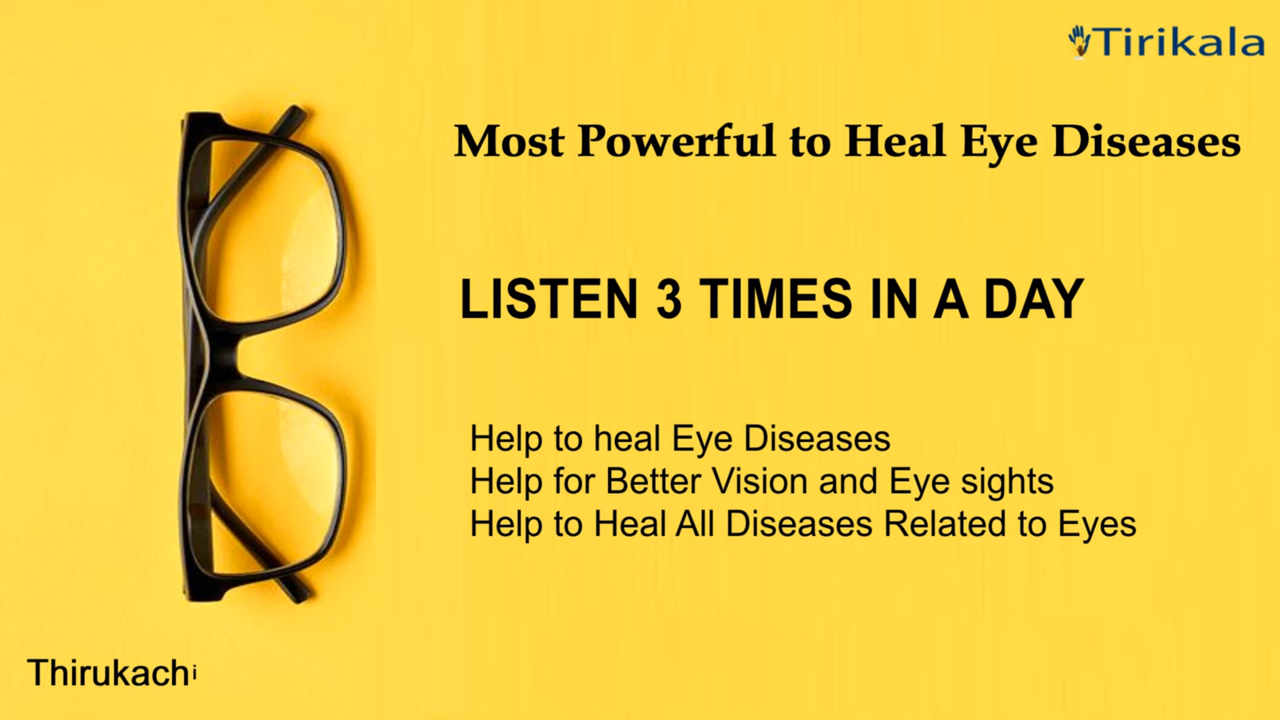 Tirikala
Most Powerful to Heal Eye Diseases
LISTEN 3 TIMES IN A DAY
Help to heal Eye Diseases
Help for Better Vision and Eye sights
Help to Heal All Diseases Related to Eyes
Thirukachi